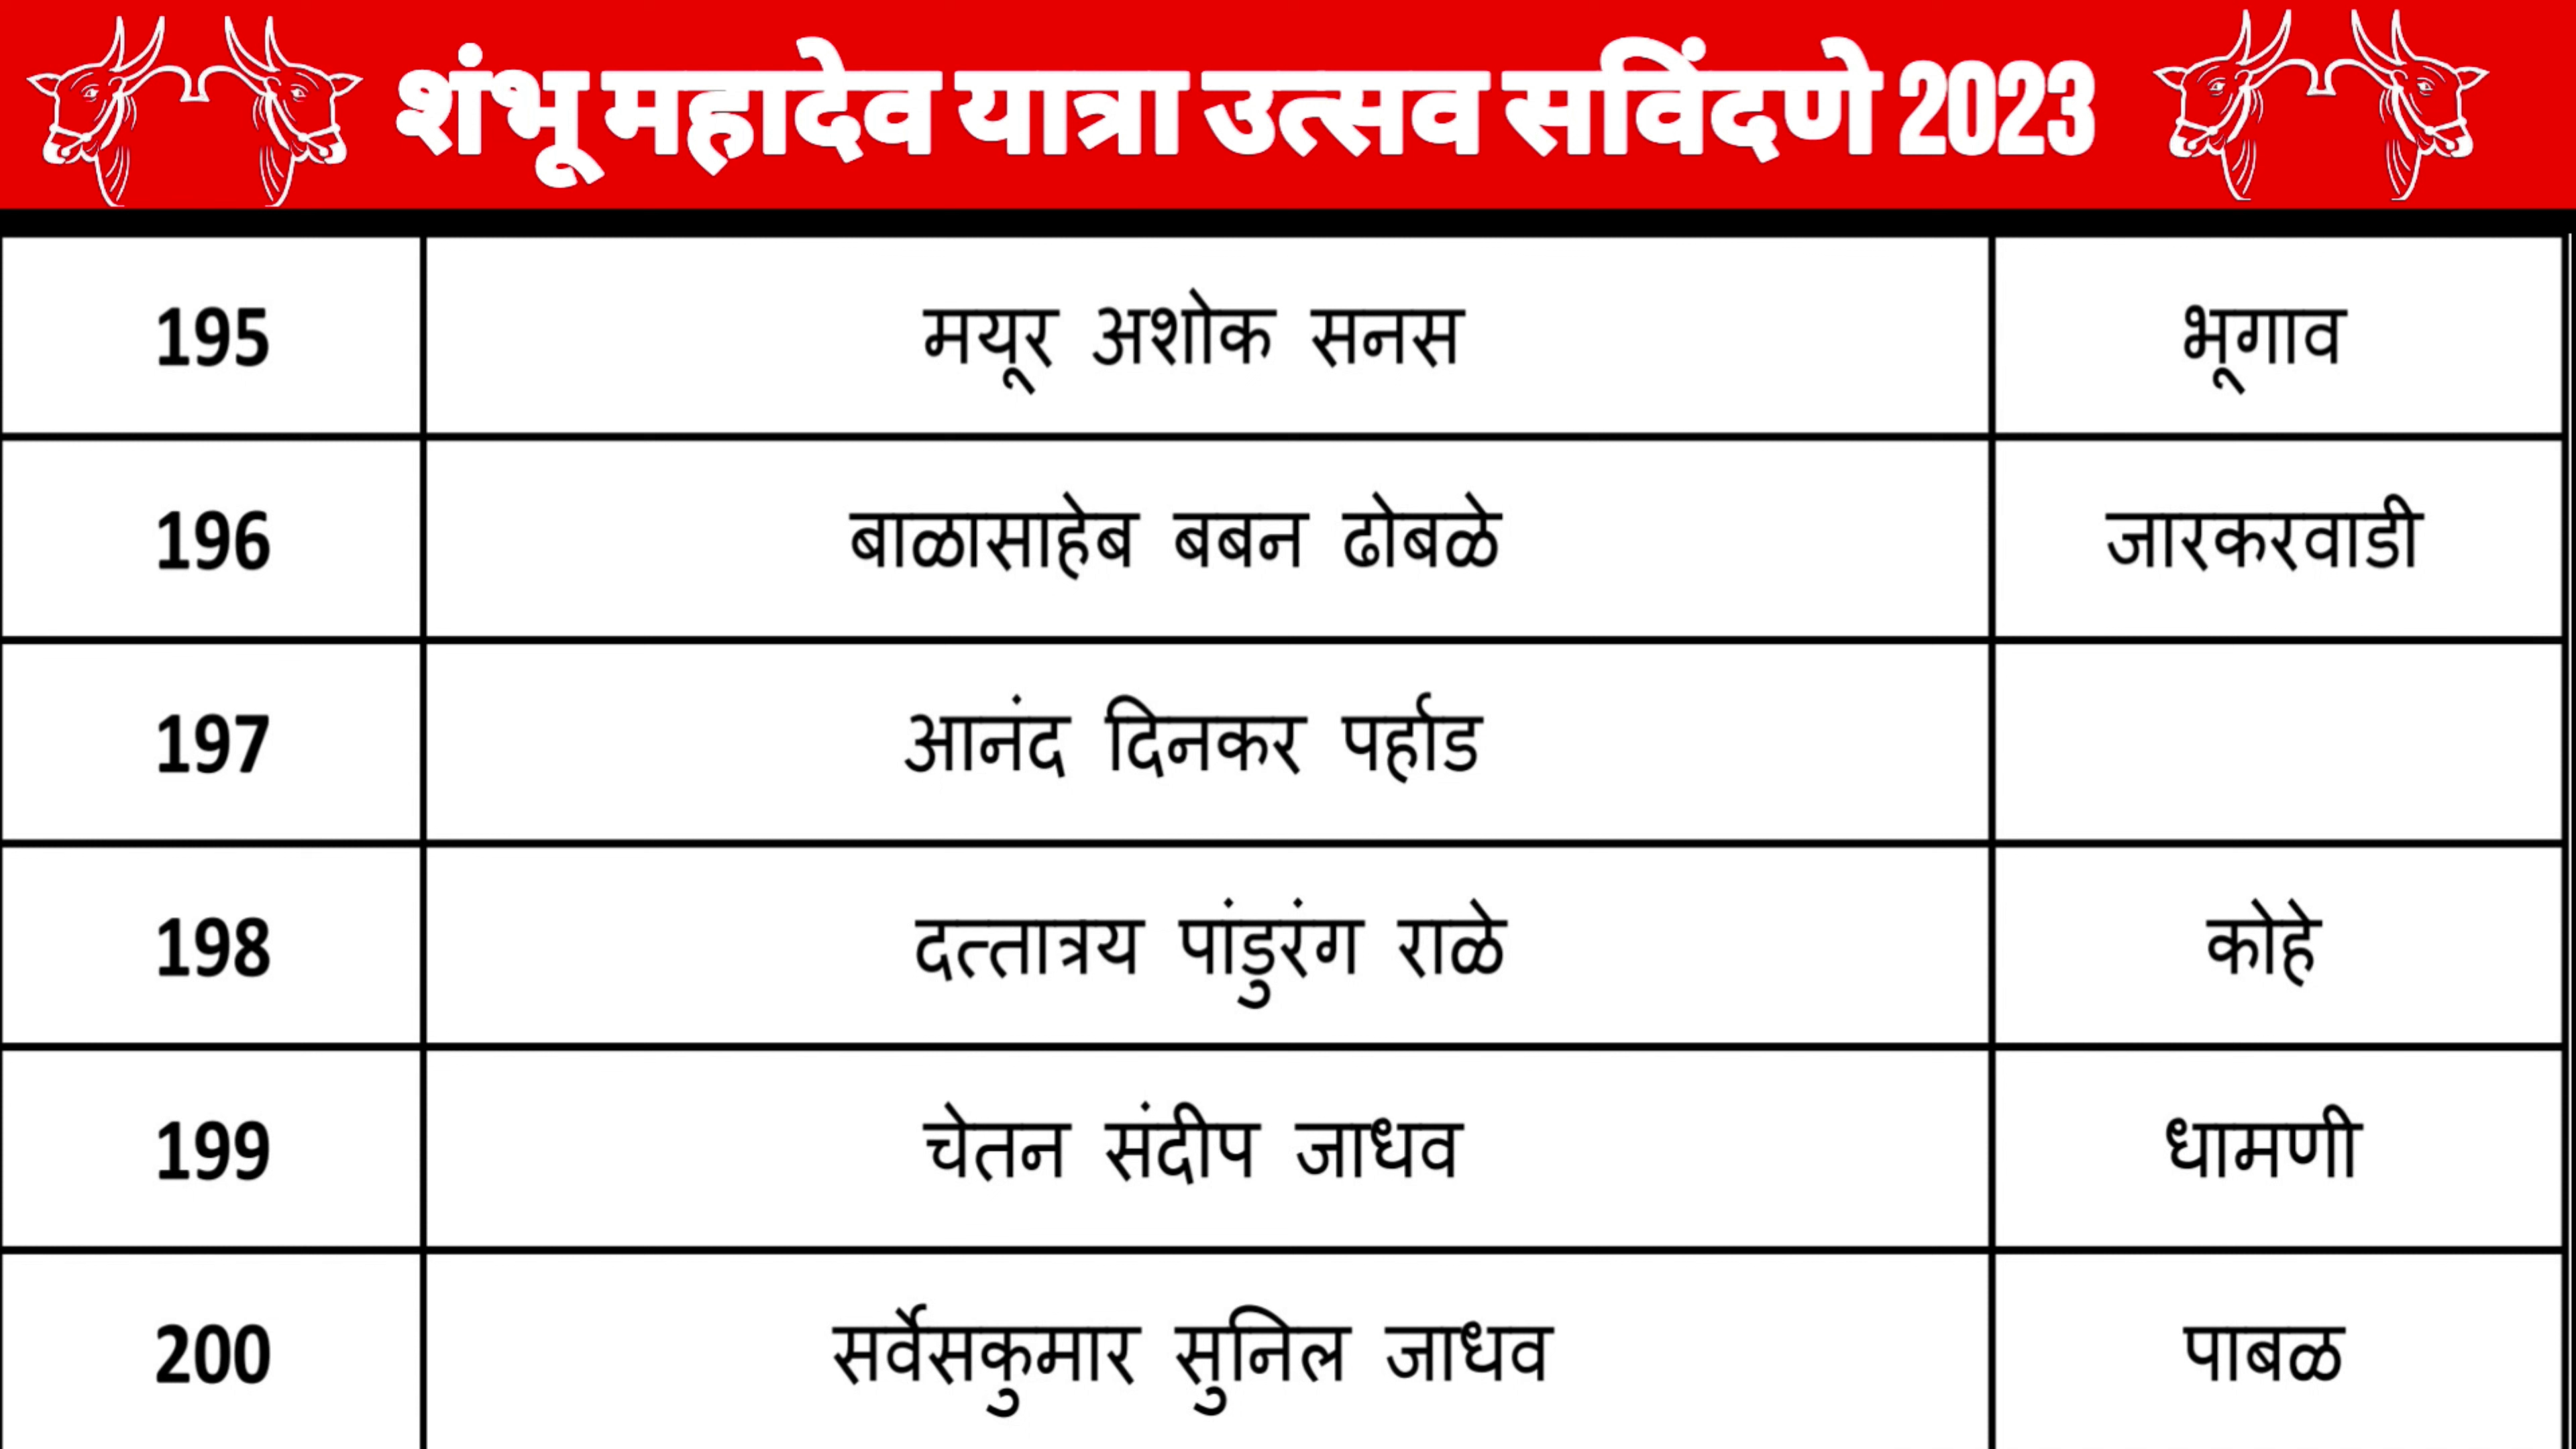 शंभू महादेव यात्रा उत्सव सविंदणे 2023
195 मयूर अशोक सनस भूगाव
196 बाळासाहेब बबन ढोबळे जारकरवाडी
197 आनंद दिनकर पर्हाड
198 दत्तात्रय पांडुरंग राळे कोहे
199 चेतन संदीप जाधव धामणी
200 सर्वेसकुमार सुनिल जाधव पाबळ